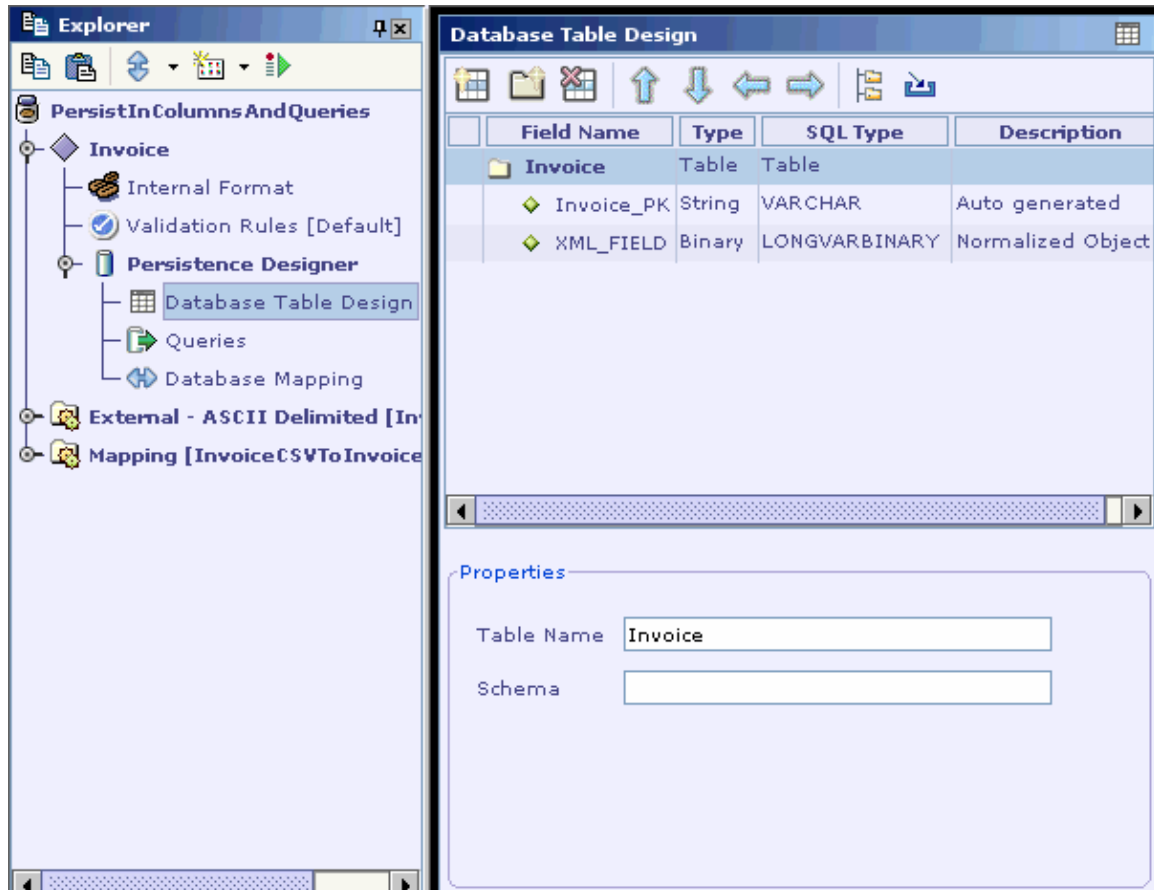 Explorer
PersistInColumnsAndQueries
Invoice
Internal Format
Validation Rules [Default]
Persistence Designer
Database Table Design
Queries
Database Mapping
External - ASCII Delimited [In
Mapping [InvoiceCSVToInvoice
Database Table Design
Field Name Type SQL Type Description
Invoice Table Table
Invoice_PK String VARCHAR Auto generated
XML_FIELD Binary LONGVARBINARY Normalized Object
Properties
Table Name Invoice
Schema